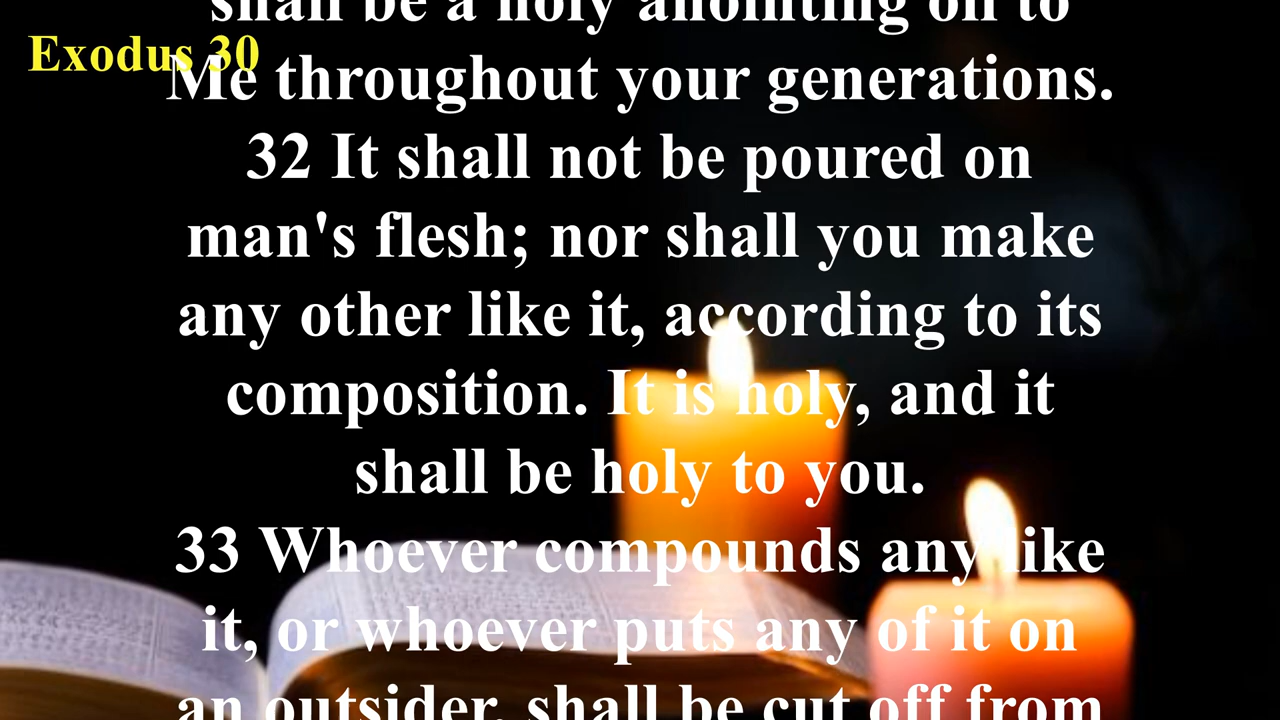 shall be a holy anointing oil to
Exodus 30
Me throughout your generations.
32 It shall not be poured on
man's flesh; nor shall you make
any other like it, according to its
composition. It is holy, and it
shall be holy to you.
33 Whoever compounds any like
it, or whoever puts any of it on
an outsider, shall be cut off from